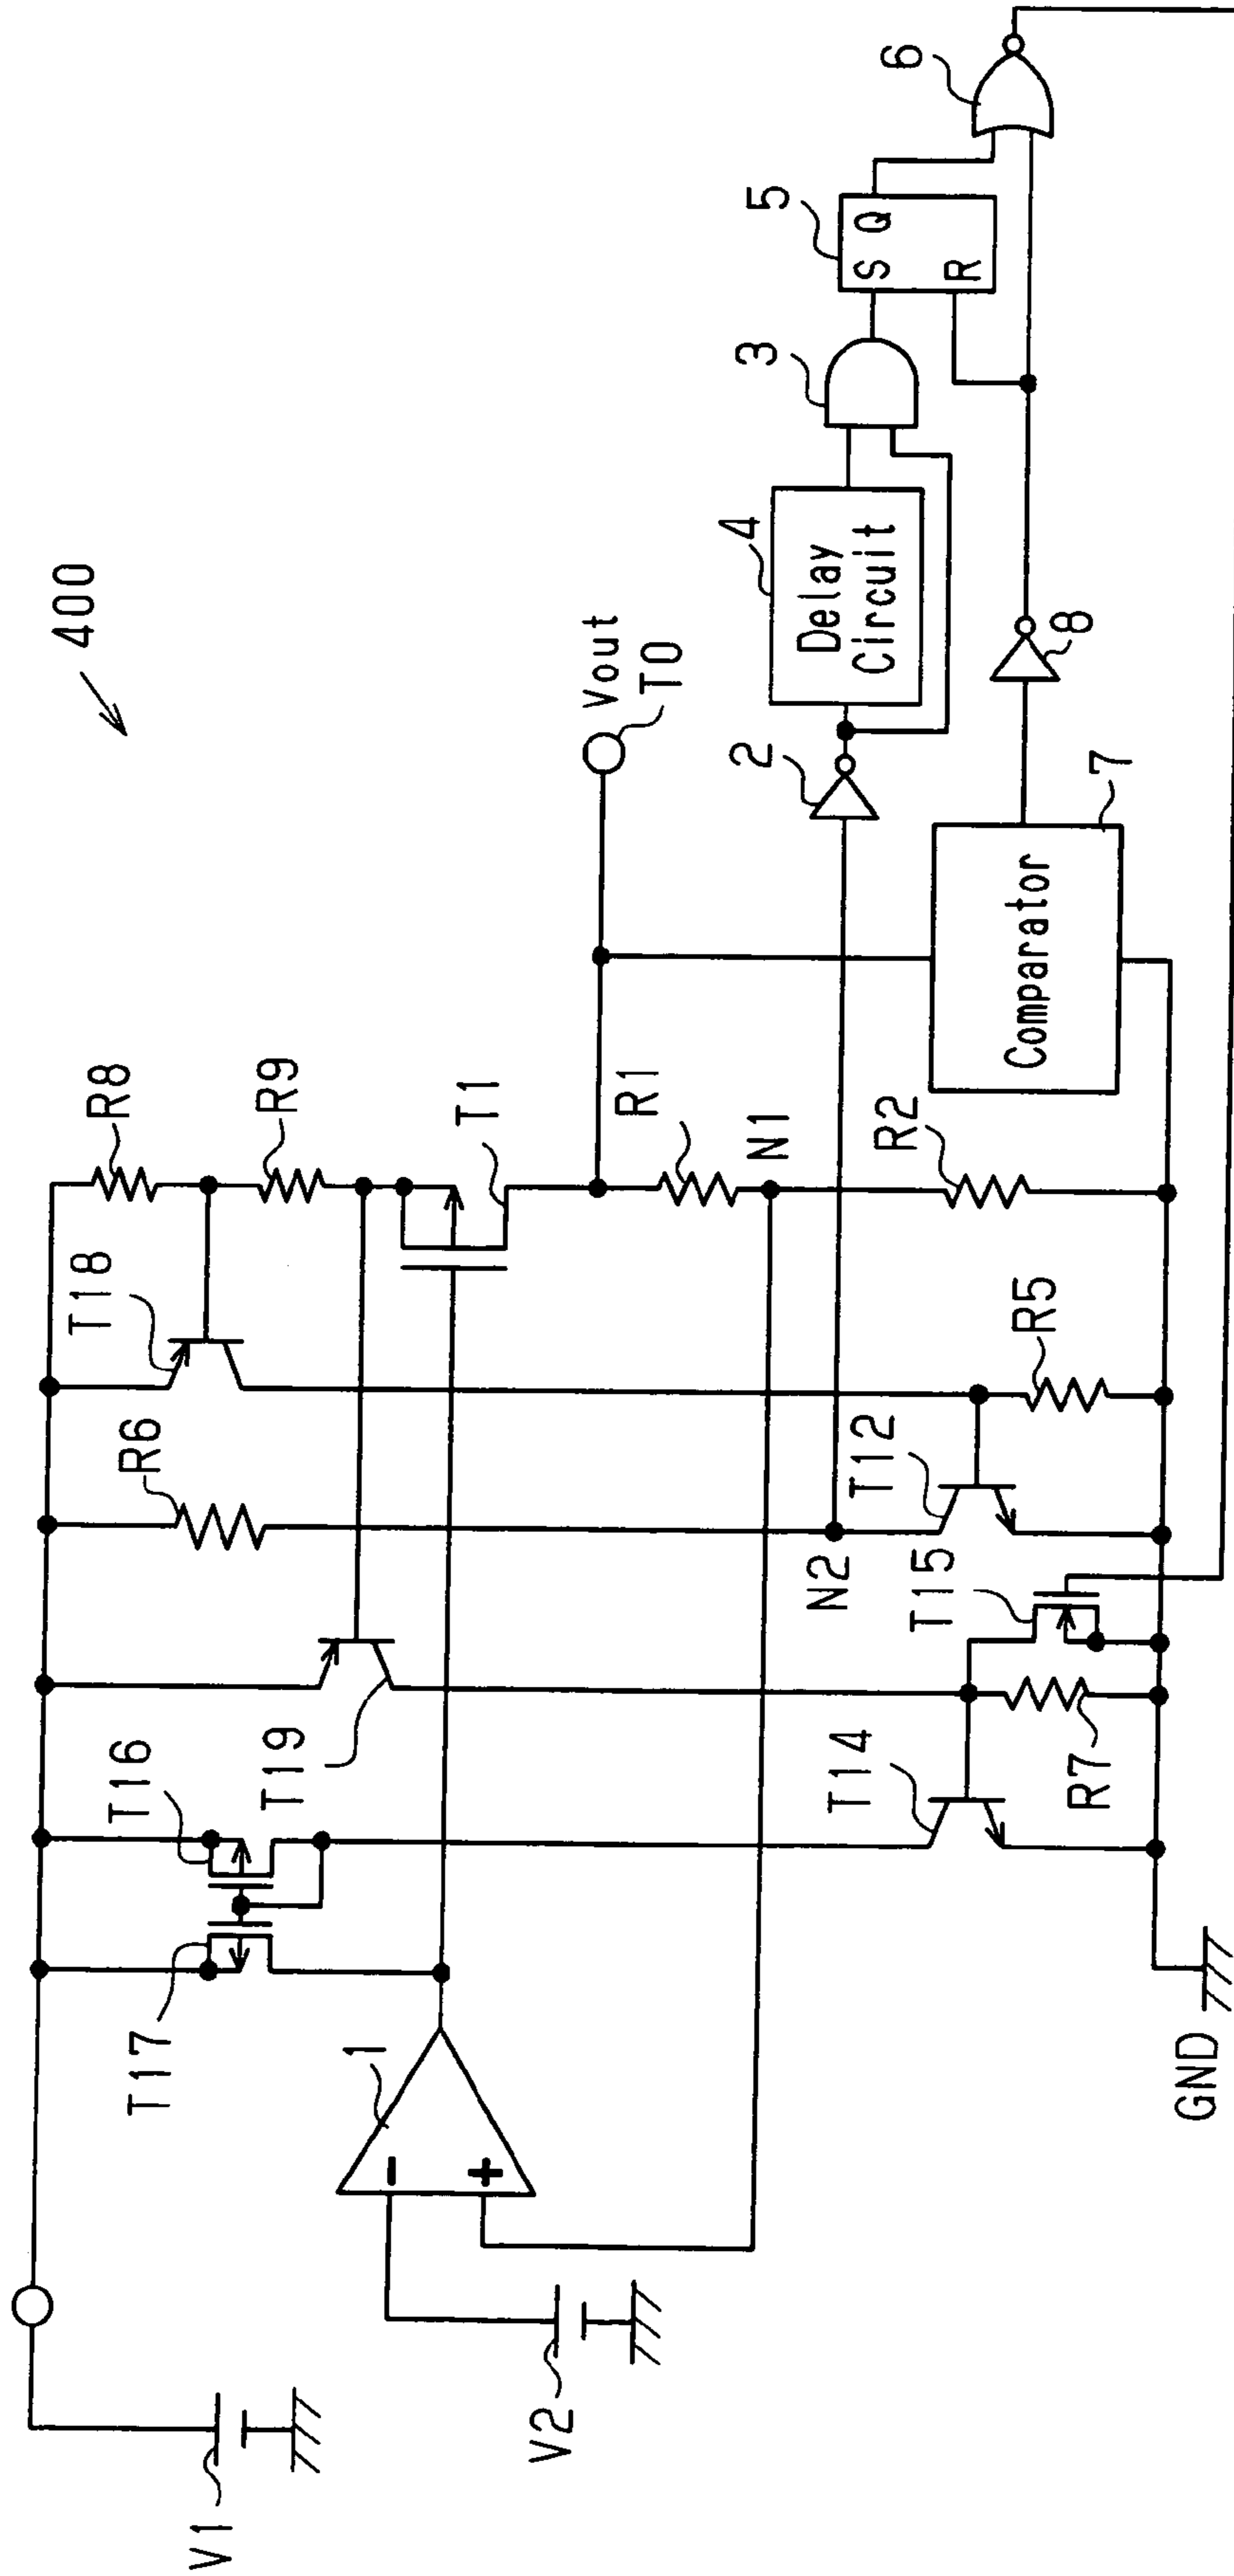 400
V1
T17
T16
T19
R6
T18
R8
R9
T1
1
-
+
V2
Vout
T0
R1
N1
2
4
Delay
Circuit
3
5
S Q
R
6
N2
T12
R5
R2
Comparator
7
8
T15
T14
R7
GND